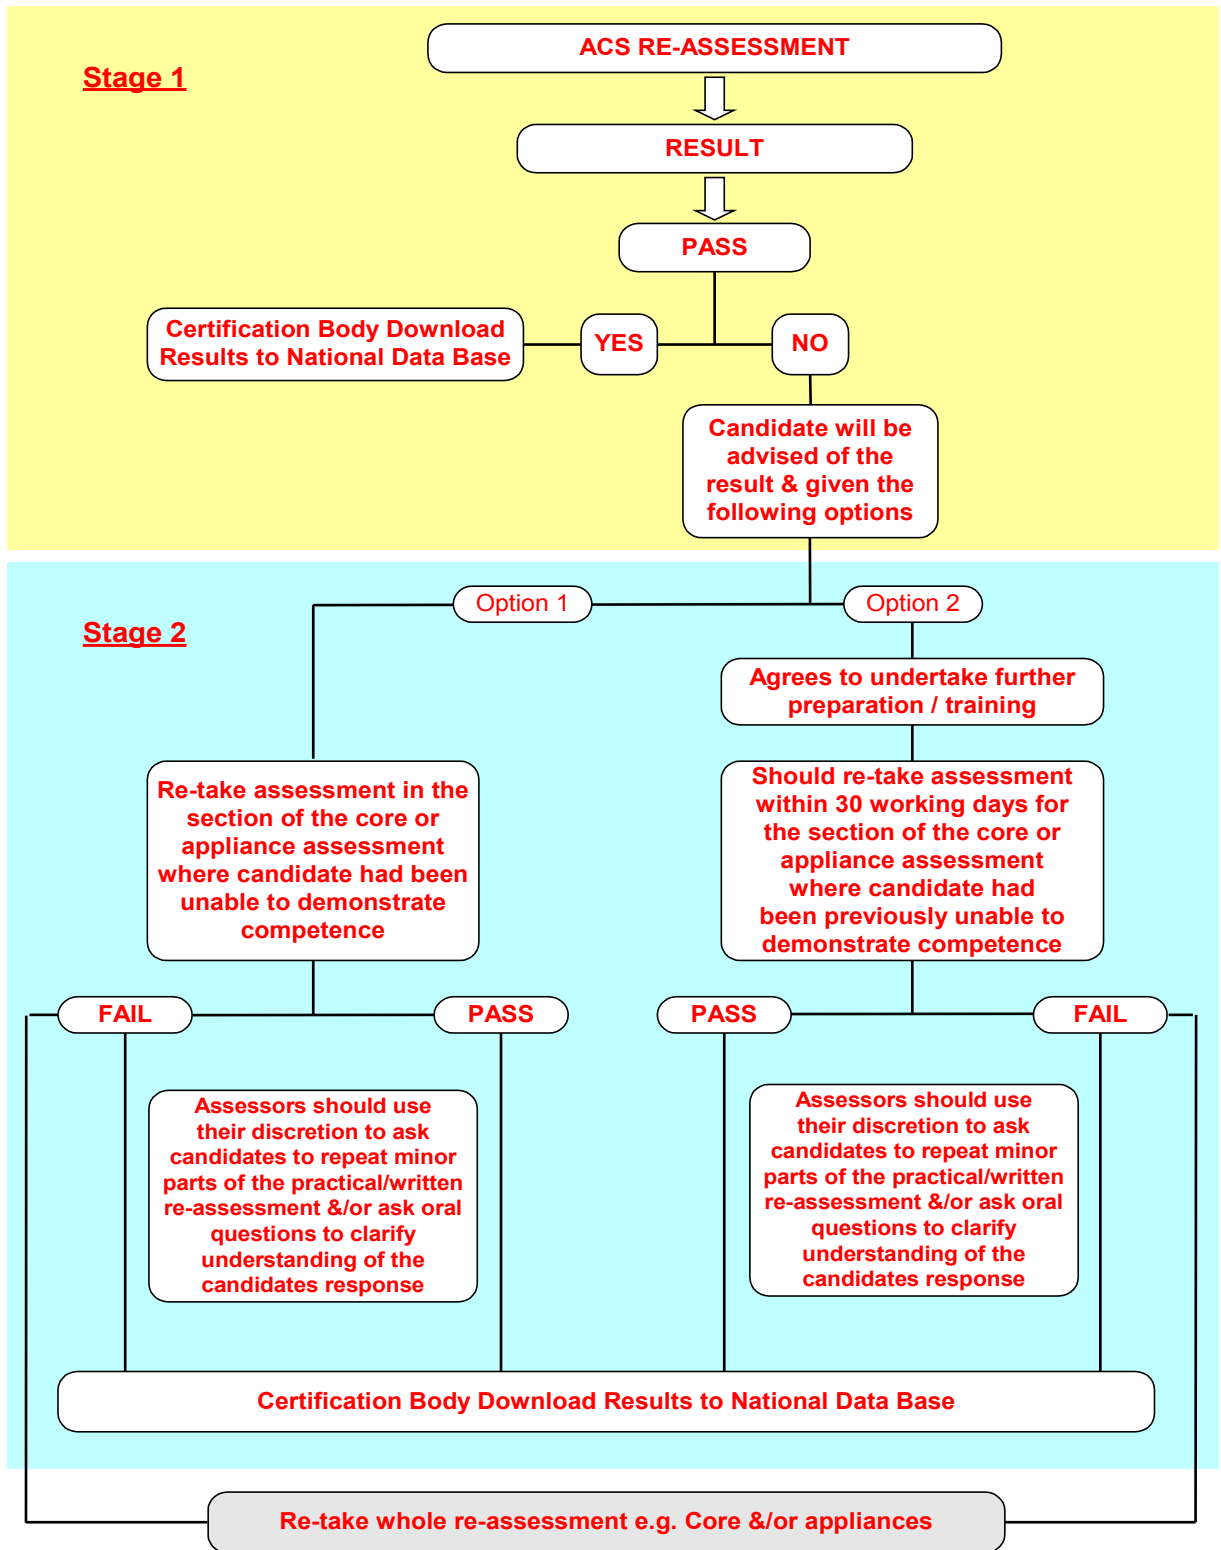 ACS RE-ASSESSMENT
Stage 1
RESULT
PASS
Certification Body Download
Results to National Data Base
YES
NO
Candidate will be
advised of the
result & given the
following options
Option 1
Option 2
Stage 2
Agrees to undertake further
preparation / training
Re-take assessment in the
section of the core or
appliance assessment
where candidate had been
unable to demonstrate
competence
Should re-take assessment
within 30 working days for
the section of the core or
appliance assessment
where candidate had
been previously unable to
demonstrate competence
FAIL
PASS
PASS
FAIL
Assessors should use
their discretion to ask
candidates to repeat minor
parts of the practical/written
re-assessment &/or ask oral
questions to clarify
understanding of the
candidates response
Assessors should use
their discretion to ask
candidates to repeat minor
parts of the practical/written
re-assessment &/or ask oral
questions to clarify
understanding of the
candidates response
Certification Body Download Results to National Data Base
Re-take whole re-assessment e.g. Core &/or appliances